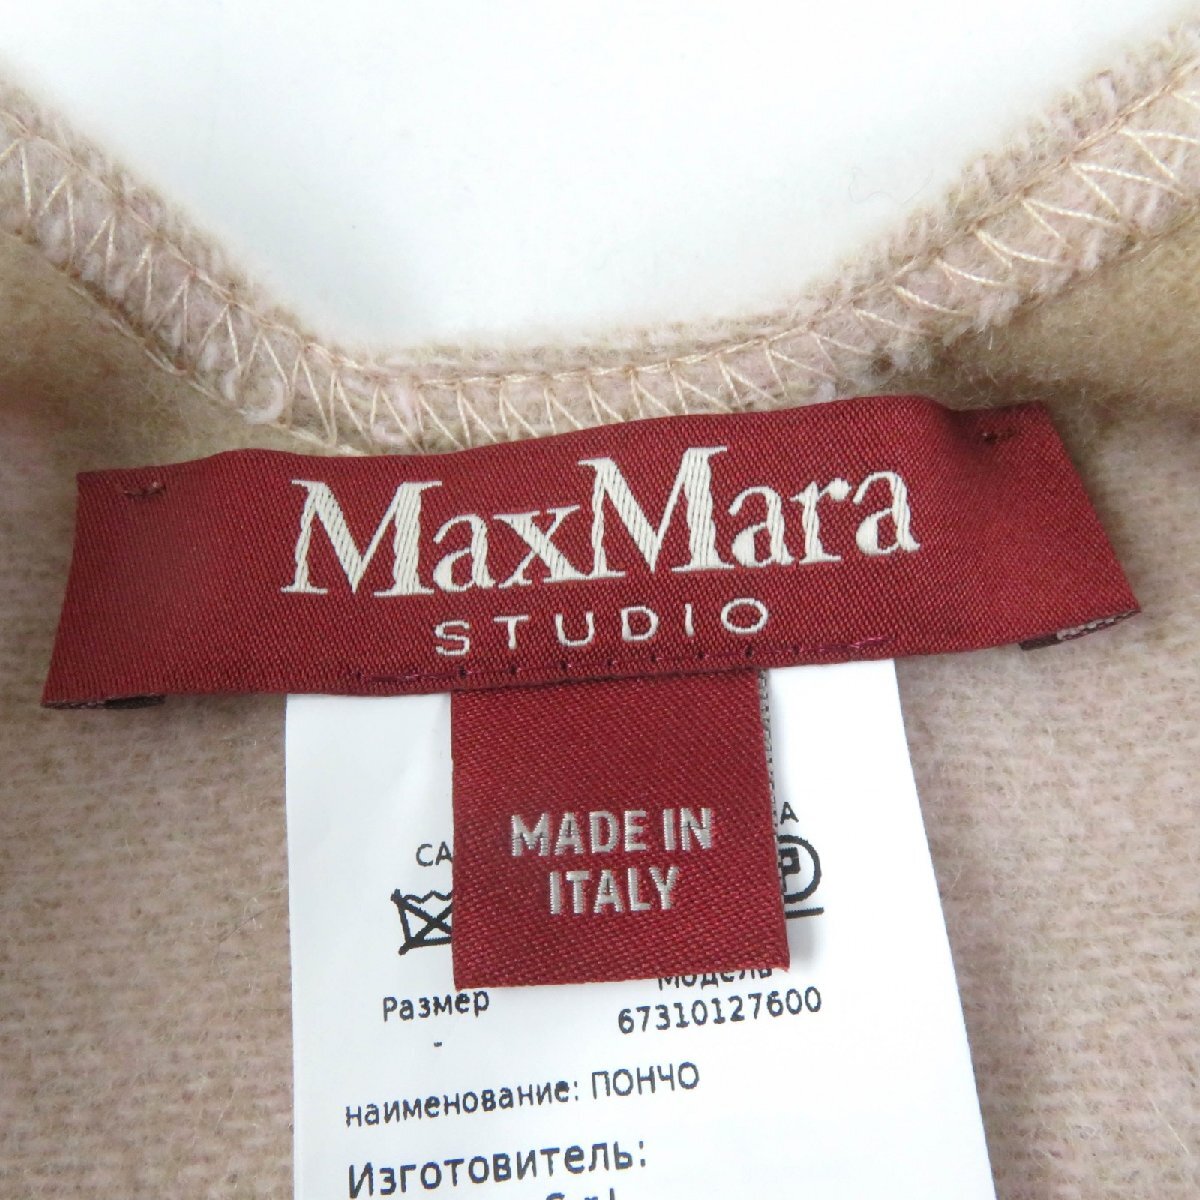 MaxMara
STUDIO
MADE IN
ITALY
Размер
Модель
-
67310127600
наименование: ПОНЧО
Изготовитель: